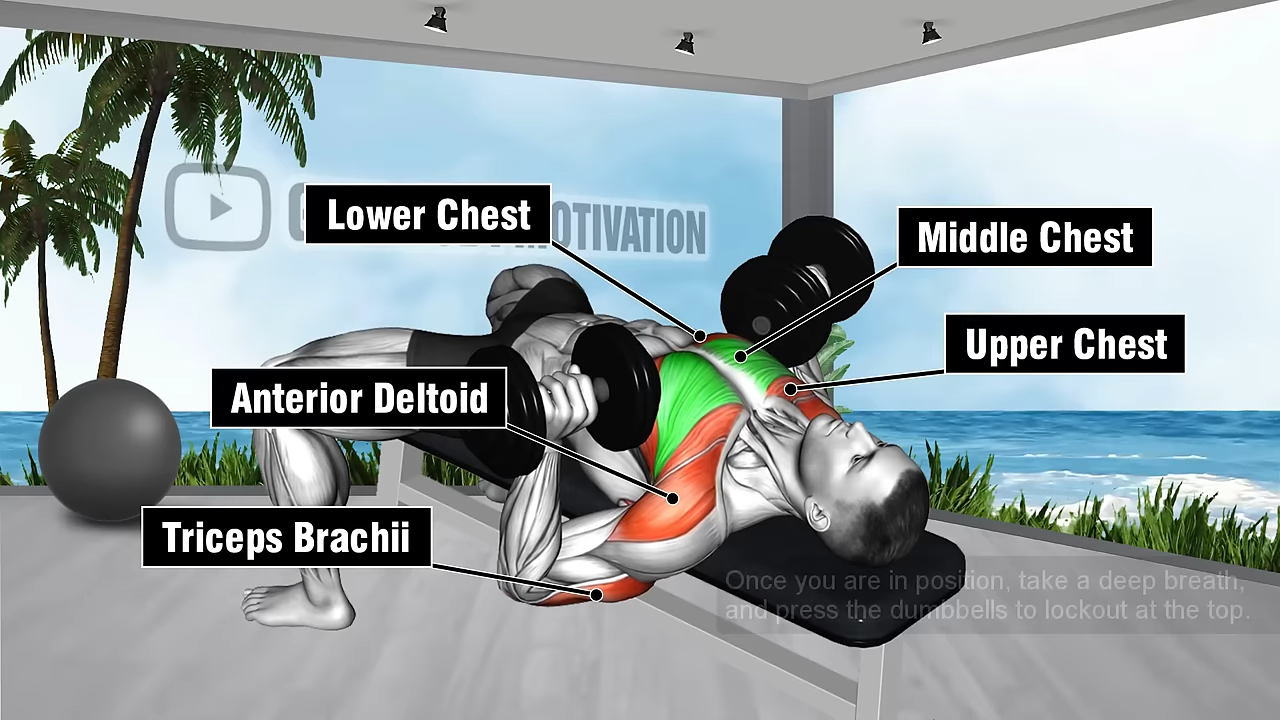 Lower Chest
OTIVATION
Middle Chest
Upper Chest
Anterior Deltoid
Triceps Brachii
Once you are in position, take a deep breath,
and press the dumbbells to lockout at the top.